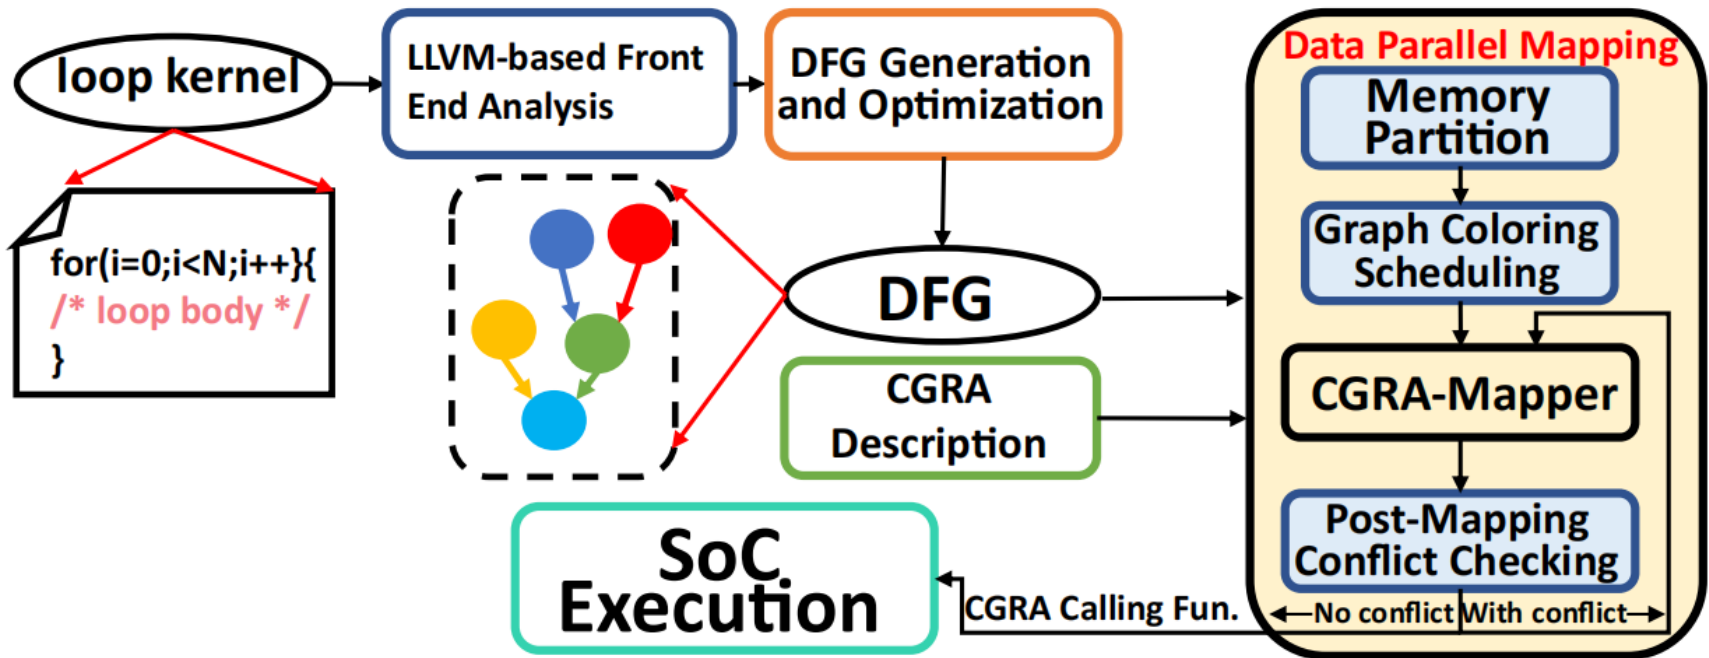 loop kernel
LLVM-based Front
End Analysis
DFG Generation
and Optimization
Data Parallel Mapping
Memory
Partition
Graph Coloring
Scheduling
CGRA-Mapper
Post-Mapping
Conflict Checking
No conflict
With conflict
for(i=0;i<N;i++}{
/* loop body */
}
DFG
CGRA
Description
SoC
Execution
CGRA Calling Fun.